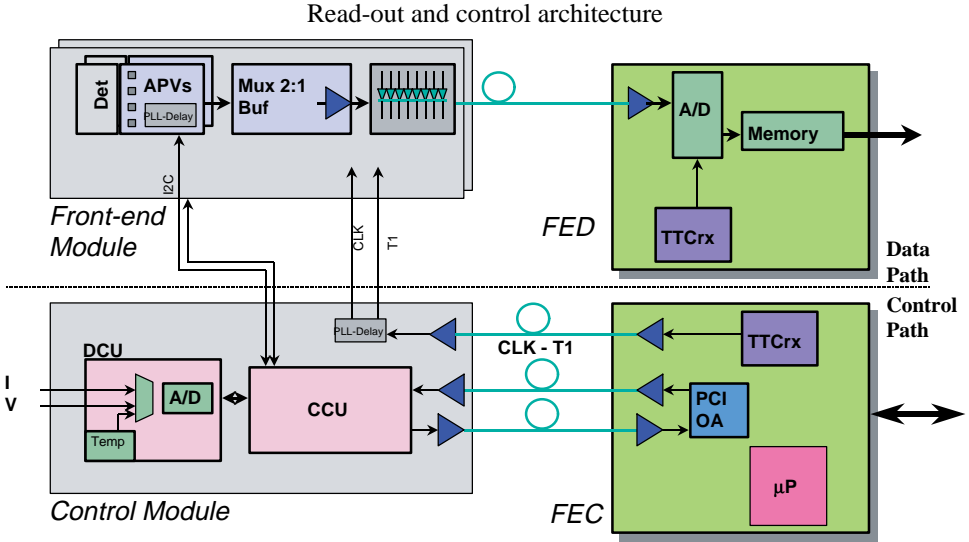 Read-out and control architecture
Det
APVs
PLL-Delay
Mux 2:1
Buf
A/D
Memory
TTCrx
I2C
CLK
T1
Front-end
Module
FED
Data
Path
Control
Path
PLL-Delay
CLK - T1
TTCrx
DCU
I
V
A/D
Temp
CCU
PCI
OA
μP
Control Module
FEC